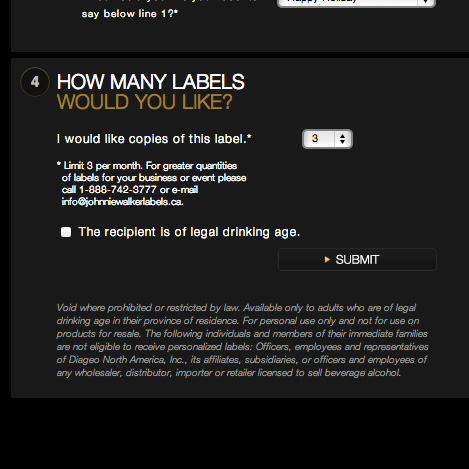 say below line 1?*
4
HOW MANY LABELS
WOULD YOU LIKE?
I would like copies of this label.* 3
* Limit 3 per month. For greater quantities
of labels for your business or event please
call 1-888-742-3777 or e-mail
info@johnniewalkerlabels.ca.
The recipient is of legal drinking age.
SUBMIT
Void where prohibited or restricted by law. Available only to adults who are of legal
drinking age in their province of residence. For personal use only and not for use on
products for resale. The following individuals and members of their immediate families
are not eligible to receive personalized labels: Officers, employees and representatives
of Diageo North America, Inc., its affiliates, subsidiaries, or officers and employees of
any wholesaler, distributor, importer or retailer licensed to sell beverage alcohol.